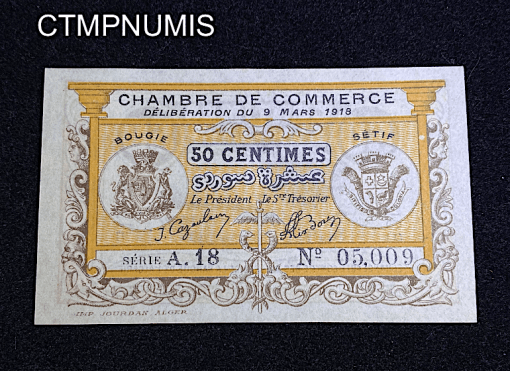 CTMPNUMIS
CHAMBRE DE COMMERCE
DÉLIBÉRATION DU 9 MARS 1918
BOUGIE
SÉTIF
50 CENTIMES
عشرة سوردي
Le Président Le Sre Trésorier
SÉRIE A.18 No 05,009
IMP. JOURDAN ALGER